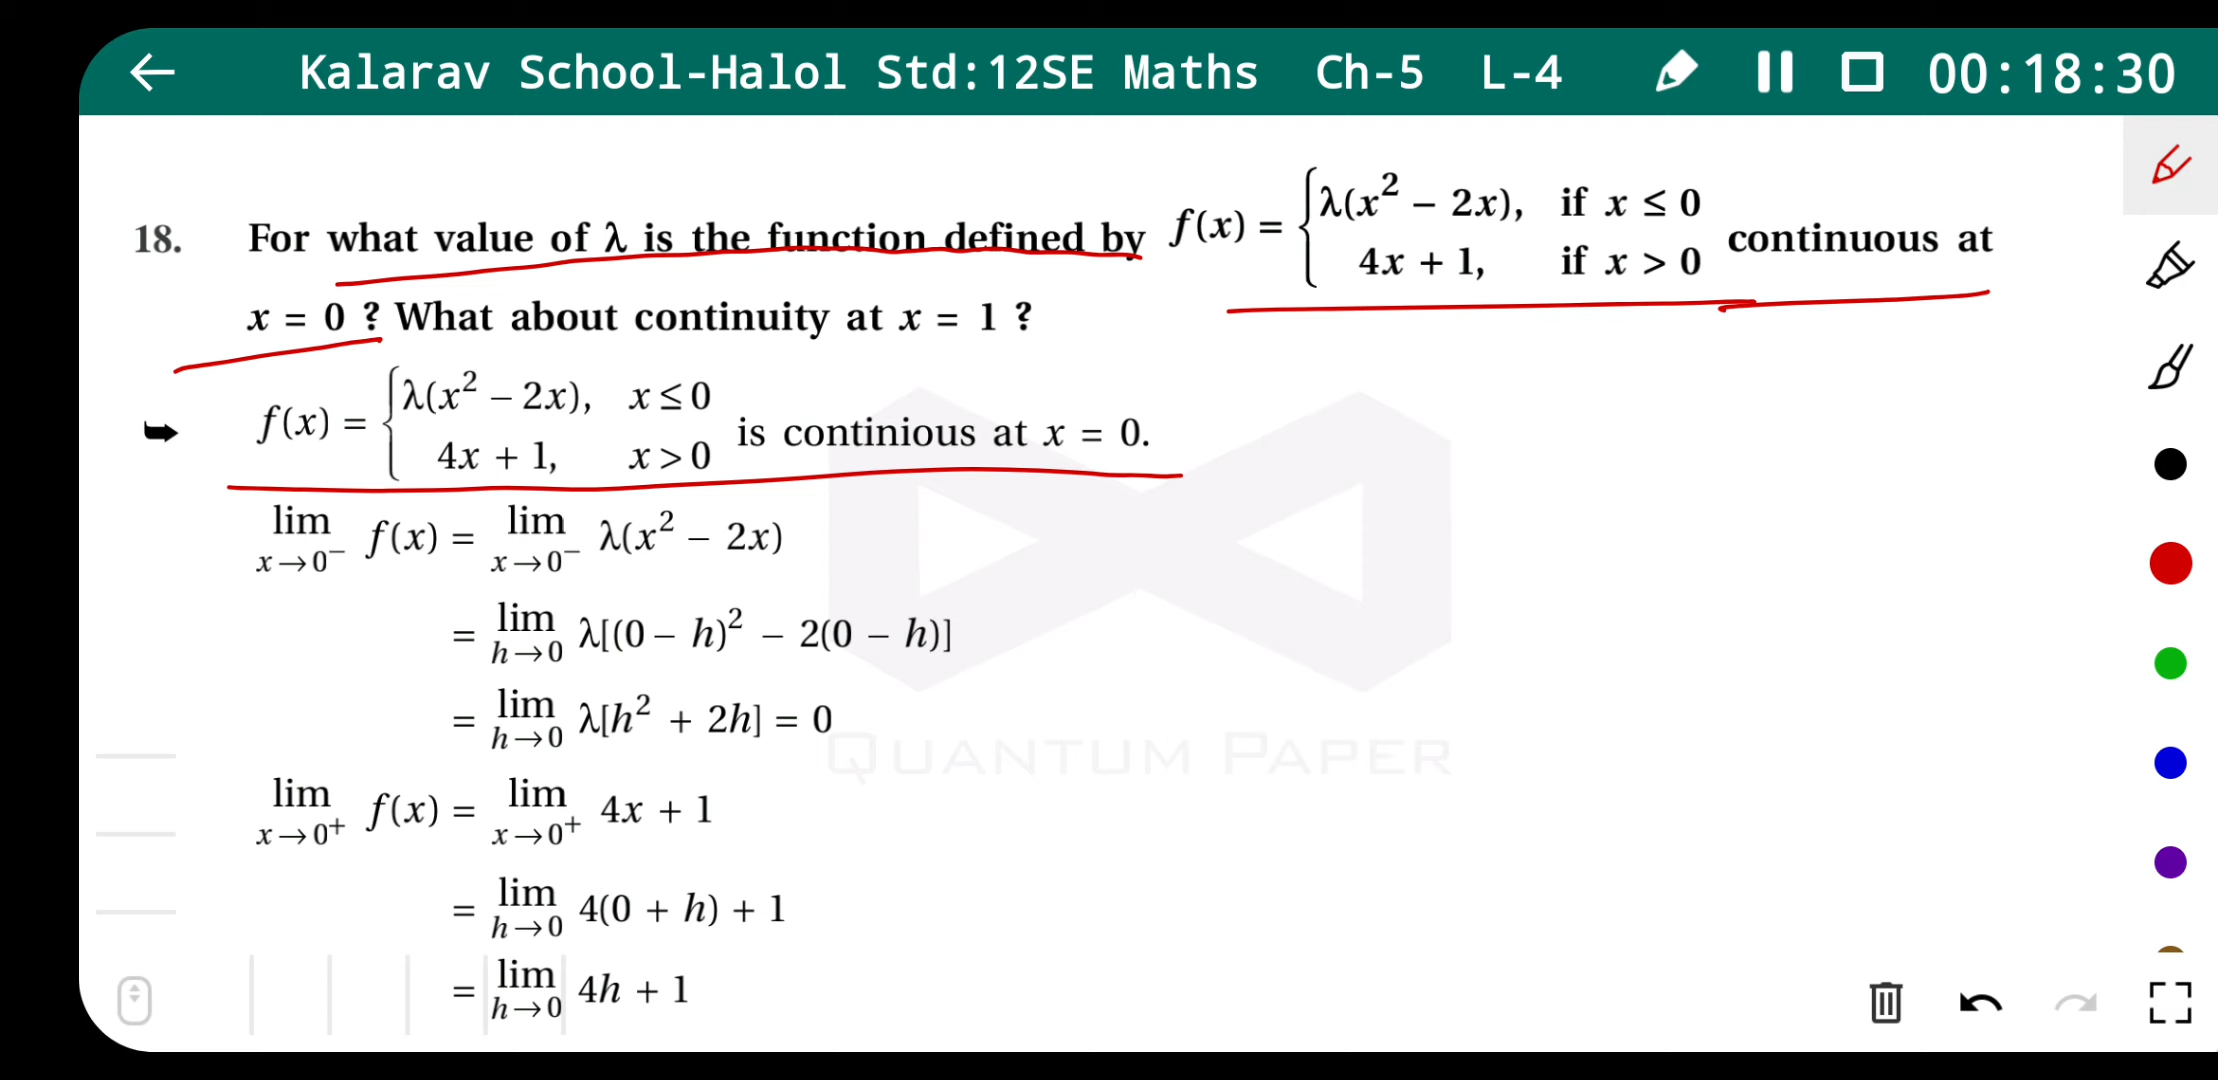 Kalarav School-Halol Std:12SE Maths Ch-5 L-4 00:18:30
18. For what value of λ is the function defined by f(x) = { λ(x² – 2x), if x ≤ 0
4x + 1, if x > 0 continuous at
x = 0 ? What about continuity at x = 1 ?
f(x) = { λ(x² – 2x), x ≤ 0
4x + 1, x > 0 is continious at x = 0.
lim x→0⁻ f(x) = lim x→0⁻ λ(x² – 2x)
= lim h→0 λ[(0 – h)² – 2(0 – h)]
= lim h→0 λ[h² + 2h] = 0
QUANTUM PAPER
lim x→0⁺ f(x) = lim x→0⁺ 4x + 1
= lim h→0 4(0 + h) + 1
= lim h→0 4h + 1